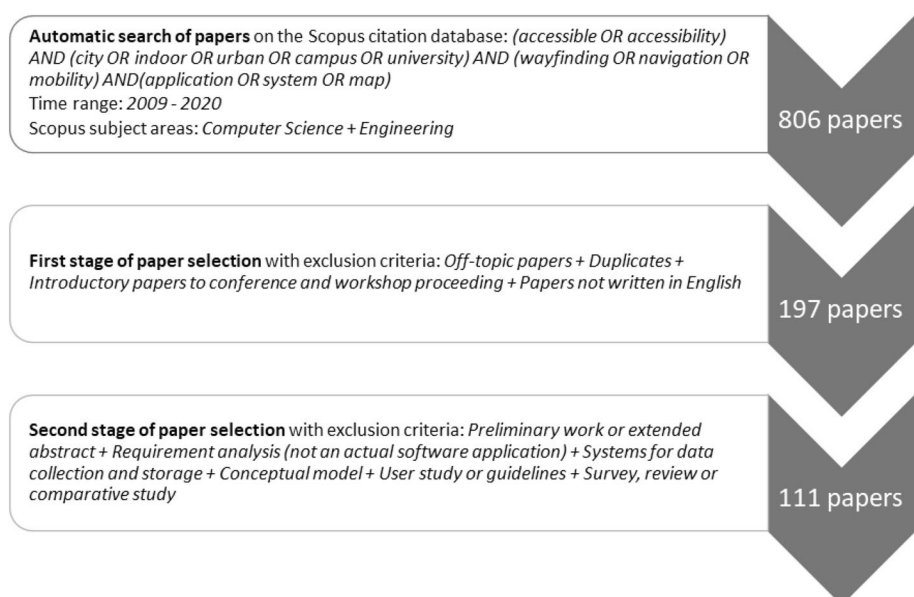 Automatic search of papers on the Scopus citation database: (accessible OR accessibility)
AND (city OR indoor OR urban OR campus OR university) AND (wayfinding OR navigation OR
mobility) AND(application OR system OR map)
Time range: 2009 - 2020
Scopus subject areas: Computer Science + Engineering
806 papers
First stage of paper selection with exclusion criteria: Off-topic papers + Duplicates +
Introductory papers to conference and workshop proceeding + Papers not written in English
197 papers
Second stage of paper selection with exclusion criteria: Preliminary work or extended
abstract + Requirement analysis (not an actual software application) + Systems for data
collection and storage + Conceptual model + User study or guidelines + Survey, review or
comparative study
111 papers